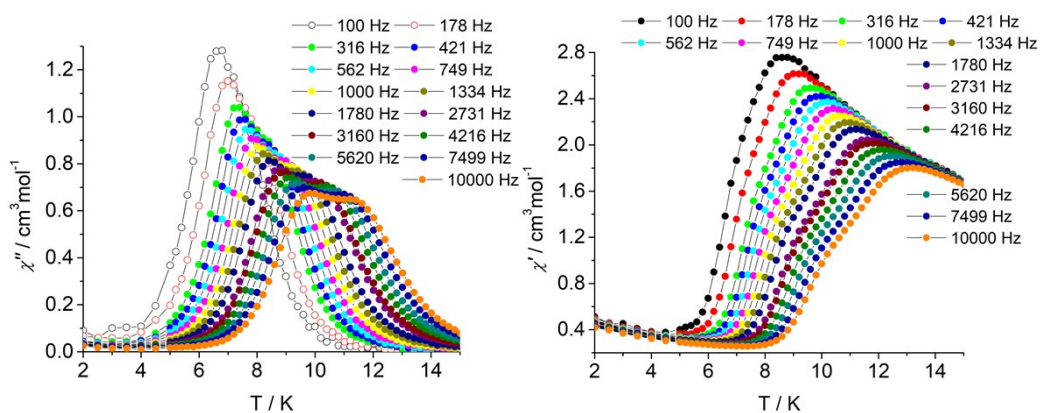 100 Hz 178 Hz
316 Hz 421 Hz
562 Hz 749 Hz
1000 Hz 1334 Hz
1780 Hz 2731 Hz
3160 Hz 4216 Hz
5620 Hz 7499 Hz
10000 Hz
χ″ / cm³mol⁻¹
1.2
1.0
0.8
0.6
0.4
0.2
0.0
2 4 6 8 10 12 14
T / K
100 Hz 178 Hz 316 Hz 421 Hz
562 Hz 749 Hz 1000 Hz 1334 Hz
1780 Hz
2731 Hz
3160 Hz
4216 Hz
5620 Hz
7499 Hz
10000 Hz
χ′ / cm³mol⁻¹
2.8
2.4
2.0
1.6
1.2
0.8
0.4
2 4 6 8 10 12 14
T / K